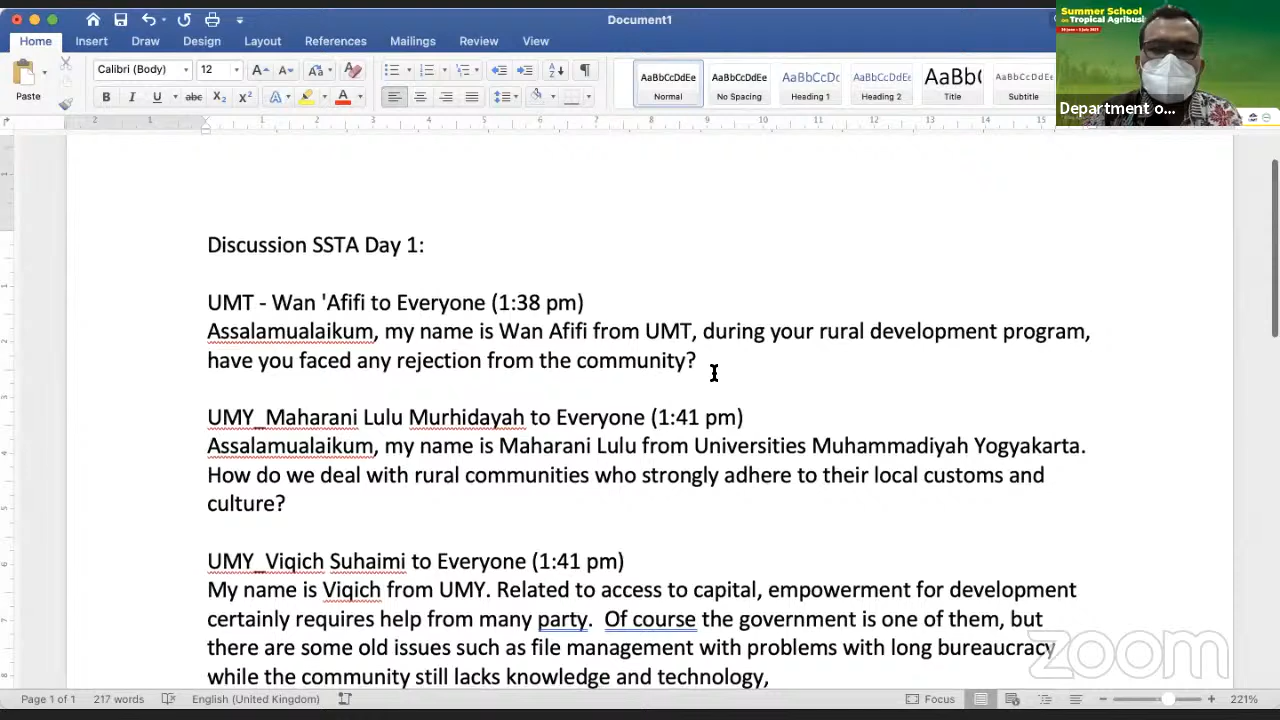 Document1
Home Insert Draw Design Layout References Mailings Review View
Paste
Calibri (Body) 12
AaBbCcDdEe Normal
AaBbCcDdEe No Spacing
AaBbCcDc Heading 1
AaBbCcDdEe Heading 2
AaBb( Title
AaBbCcDdEe Subtitle
Summer School
on Tropical Agribusi
Department o...
Discussion SSTA Day 1:
UMT - Wan 'Afifi to Everyone (1:38 pm)
Assalamualaikum, my name is Wan Afifi from UMT, during your rural development program,
have you faced any rejection from the community?
UMY_Maharani Lulu Murhidayah to Everyone (1:41 pm)
Assalamualaikum, my name is Maharani Lulu from Universities Muhammadiyah Yogyakarta.
How do we deal with rural communities who strongly adhere to their local customs and
culture?
UMY_Viqich Suhaimi to Everyone (1:41 pm)
My name is Viqich from UMY. Related to access to capital, empowerment for development
certainly requires help from many party.  Of course the government is one of them, but
there are some old issues such as file management with problems with long bureaucracy
while the community still lacks knowledge and technology,
zoom
Page 1 of 1 217 words English (United Kingdom) Focus 221%